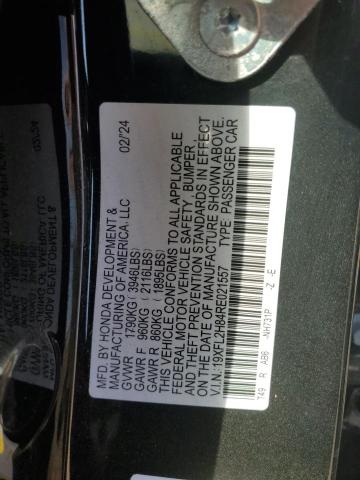 MFD. BY HONDA DEVELOPMENT & 02/24
MANUFACTURING OF AMERICA, LLC
GVWR 1790KG (3946LBS)
GAWR F 960KG (2116LBS)
GAWR R 860KG (1895LBS)
THIS VEHICLE CONFORMS TO ALL APPLICABLE
FEDERAL MOTOR VEHICLE SAFETY, BUMPER,
AND THEFT PREVENTION STANDARDS IN EFFECT
ON THE DATE OF MANUFACTURE SHOWN ABOVE.
V.I.N.: 19XFL2H84RE021557 TYPE: PASSENGER CAR
T49 R AB6 -NH731P -Z -E